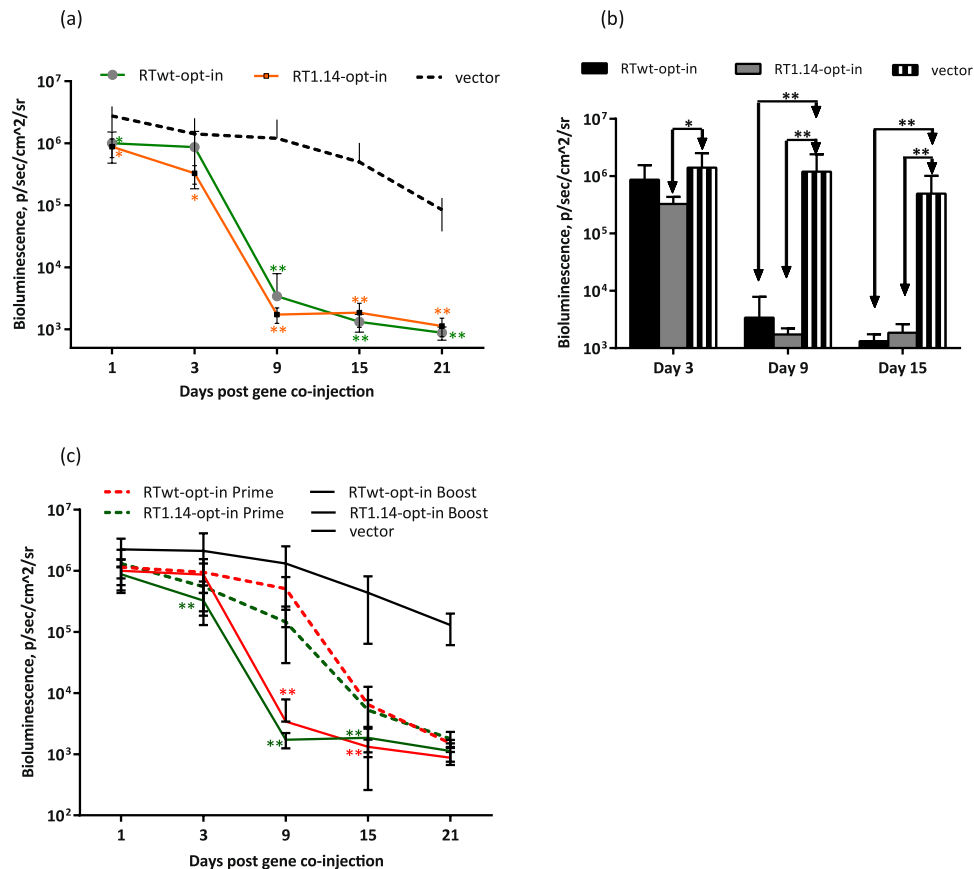 (a)
RTwt-opt-in RT1.14-opt-in vector
Bioluminescence, p/sec/cm^2/sr
10^7
10^6
10^5
10^4
10^3
*
*
*
**
**
**
**
**
**
1 3 9 15 21
Days post gene co-injection
(b)
RTwt-opt-in RT1.14-opt-in vector
Bioluminescence, p/sec/cm^2/sr
10^7
10^6
10^5
10^4
10^3
*
**
**
**
**
Day 3 Day 9 Day 15
(c)
RTwt-opt-in Prime RTwt-opt-in Boost
RT1.14-opt-in Prime RT1.14-opt-in Boost
vector
Bioluminescence, p/sec/cm^2/sr
10^7
10^6
10^5
10^4
10^3
10^2
**
**
**
**
**
1 3 9 15 21
Days post gene co-injection